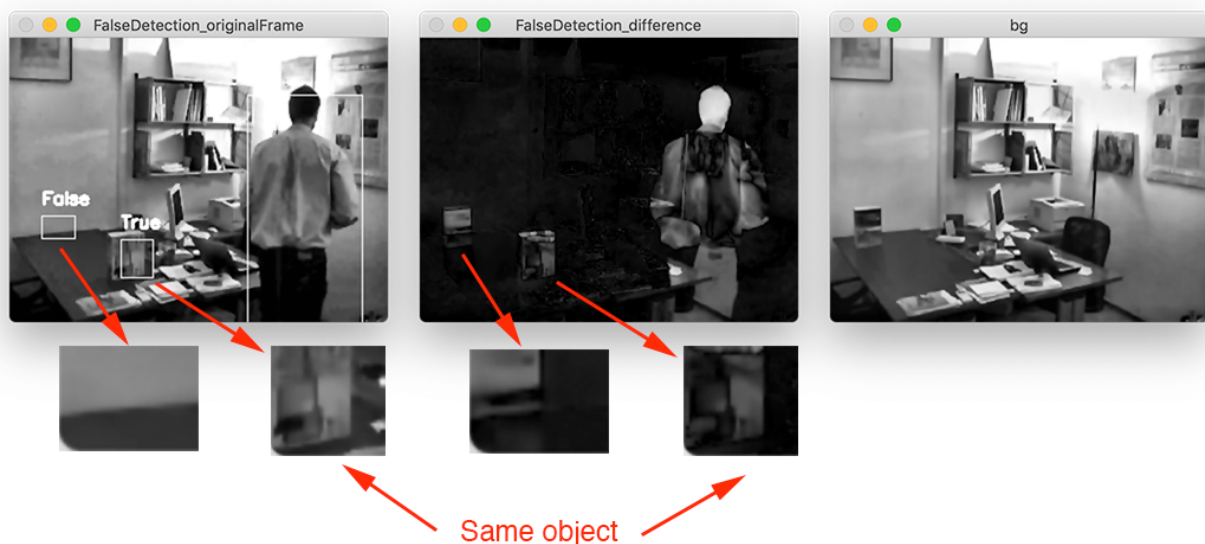 FalseDetection_originalFrame
FalseDetection_difference
bg
False
True
Same object